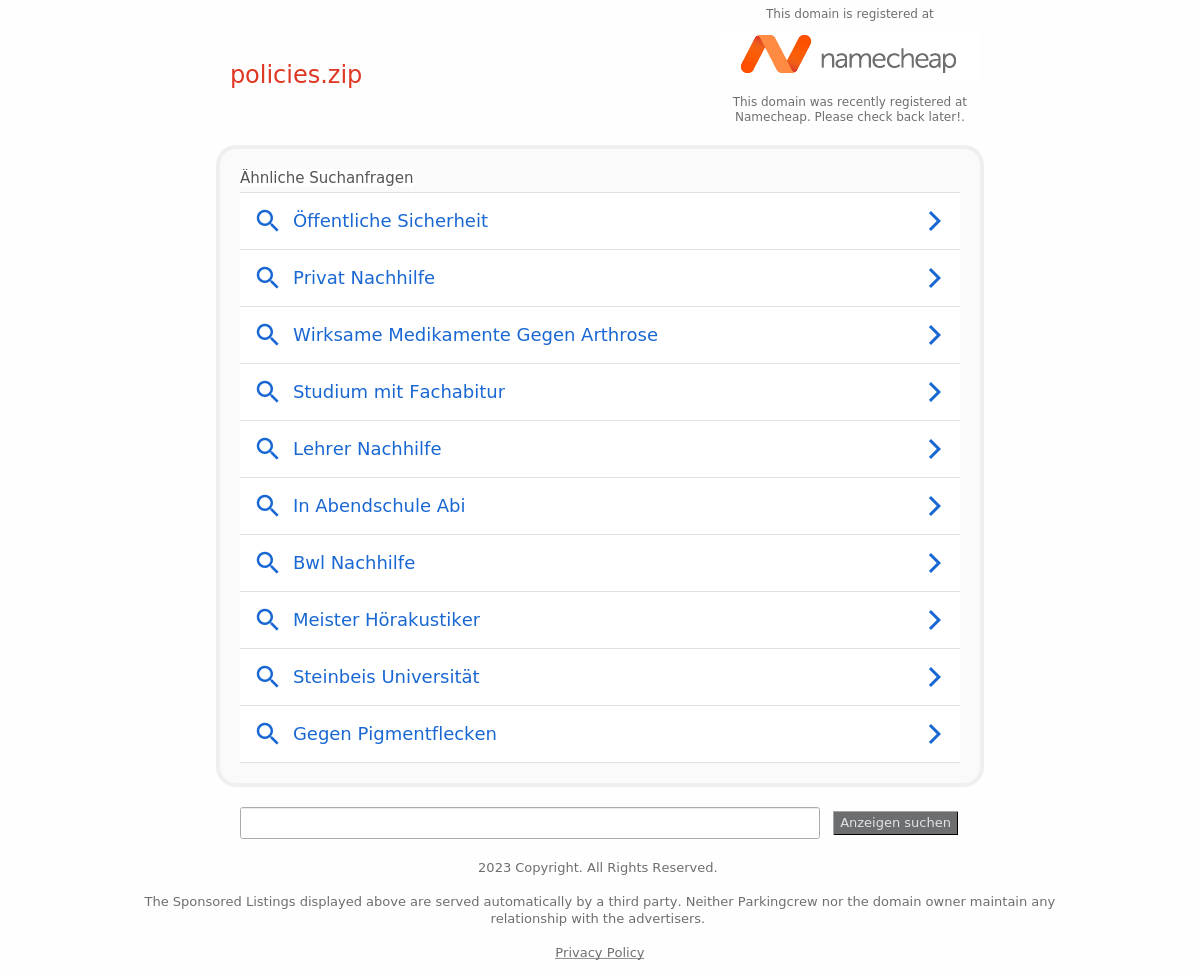 This domain is registered at
namecheap
policies.zip
This domain was recently registered at
Namecheap. Please check back later!.
Ähnliche Suchanfragen
Öffentliche Sicherheit
Privat Nachhilfe
Wirksame Medikamente Gegen Arthrose
Studium mit Fachabitur
Lehrer Nachhilfe
In Abendschule Abi
Bwl Nachhilfe
Meister Hörakustiker
Steinbeis Universität
Gegen Pigmentflecken
Anzeigen suchen
2023 Copyright. All Rights Reserved.
The Sponsored Listings displayed above are served automatically by a third party. Neither Parkingcrew nor the domain owner maintain any
relationship with the advertisers.
Privacy Policy